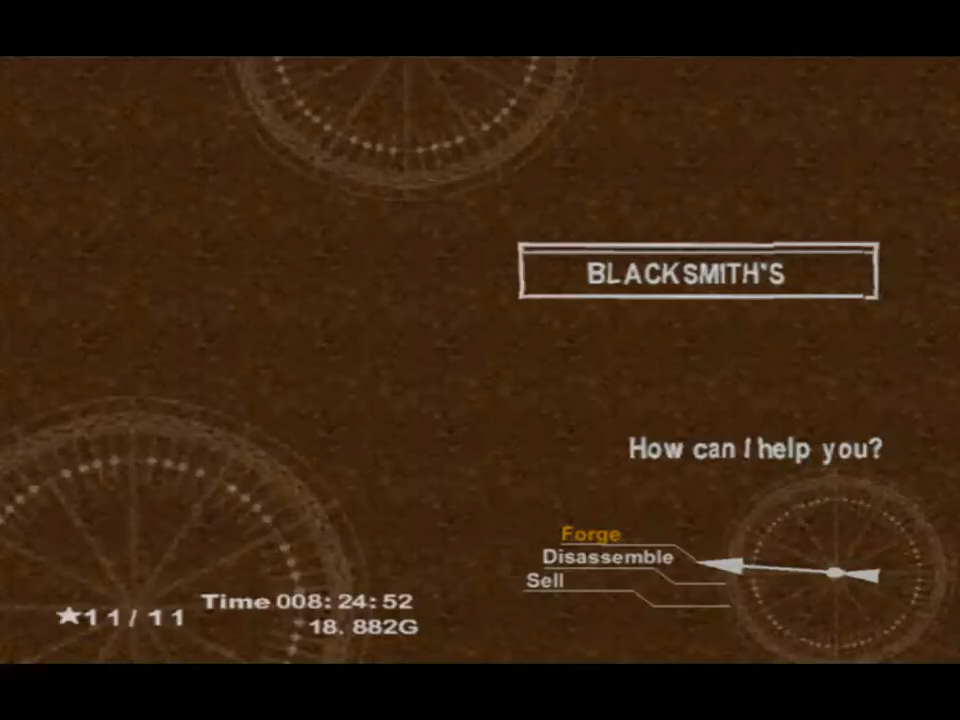 BLACKSMITH'S
How can I help you?
Forge
Disassemble
Sell
Time 008:24:52
★11/11
18.882G